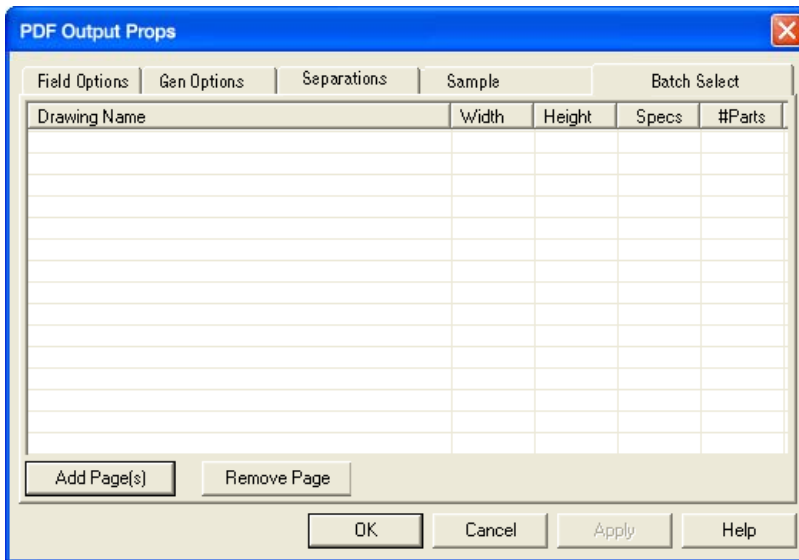 PDF Output Props
Field Options Gen Options Separations Sample Batch Select
Drawing Name Width Height Specs #Parts
Add Page(s) Remove Page
OK Cancel Apply Help